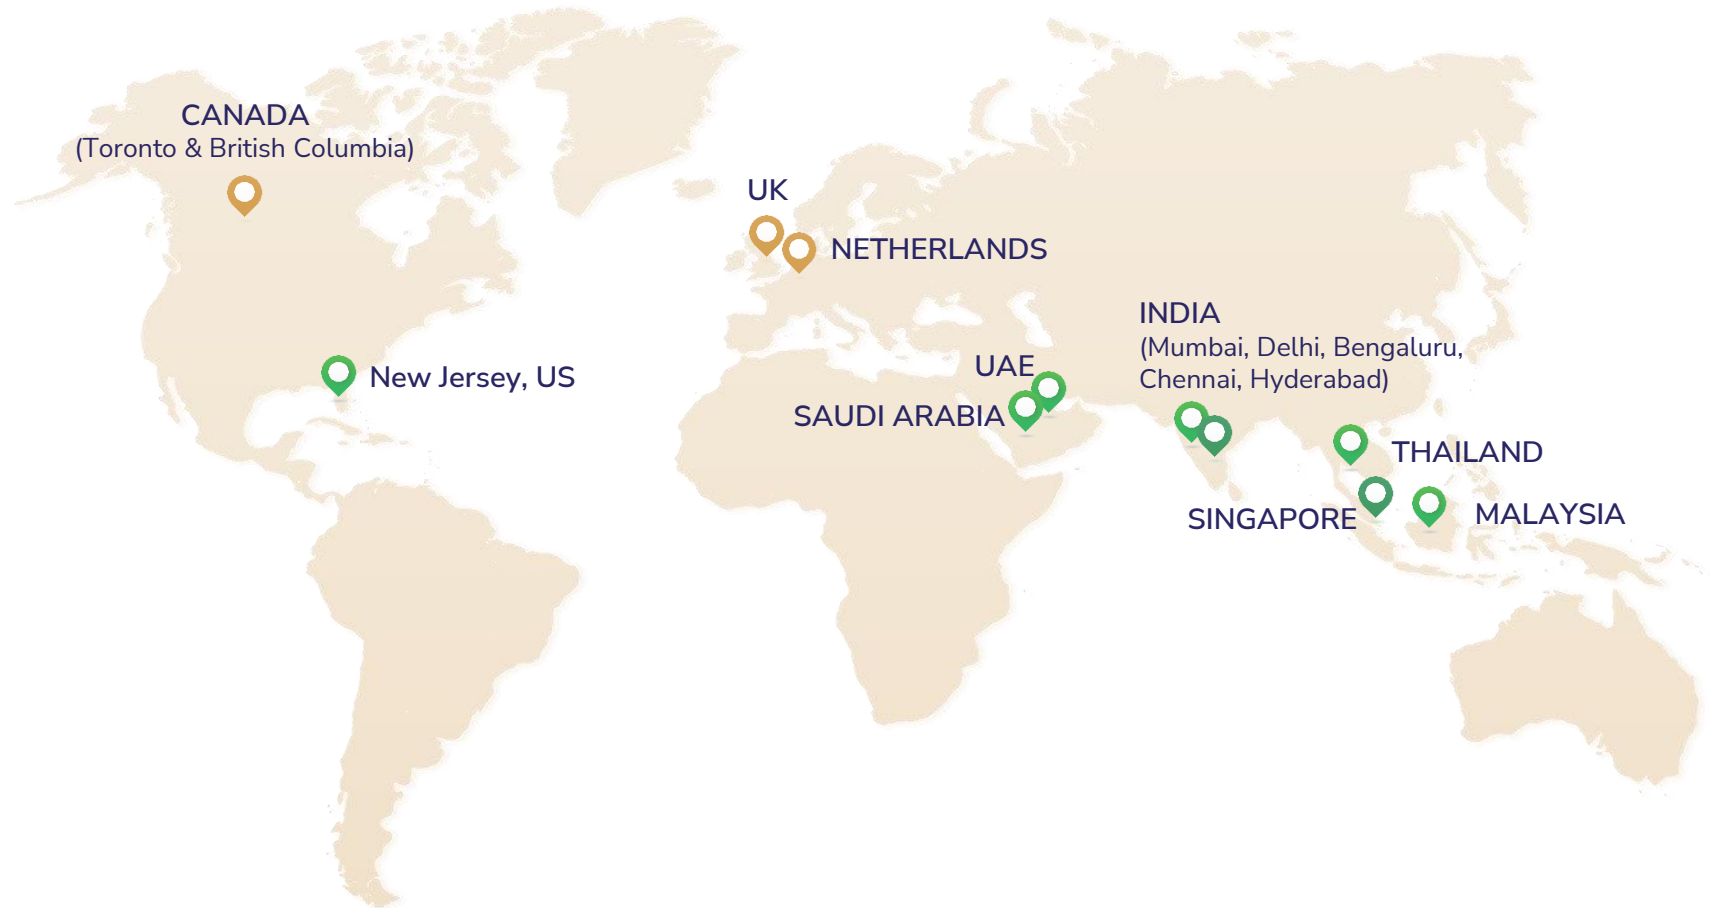 CANADA
(Toronto & British Columbia)
UK
NETHERLANDS
INDIA
(Mumbai, Delhi, Bengaluru,
Chennai, Hyderabad)
UAE
New Jersey, US
SAUDI ARABIA
THAILAND
SINGAPORE
MALAYSIA